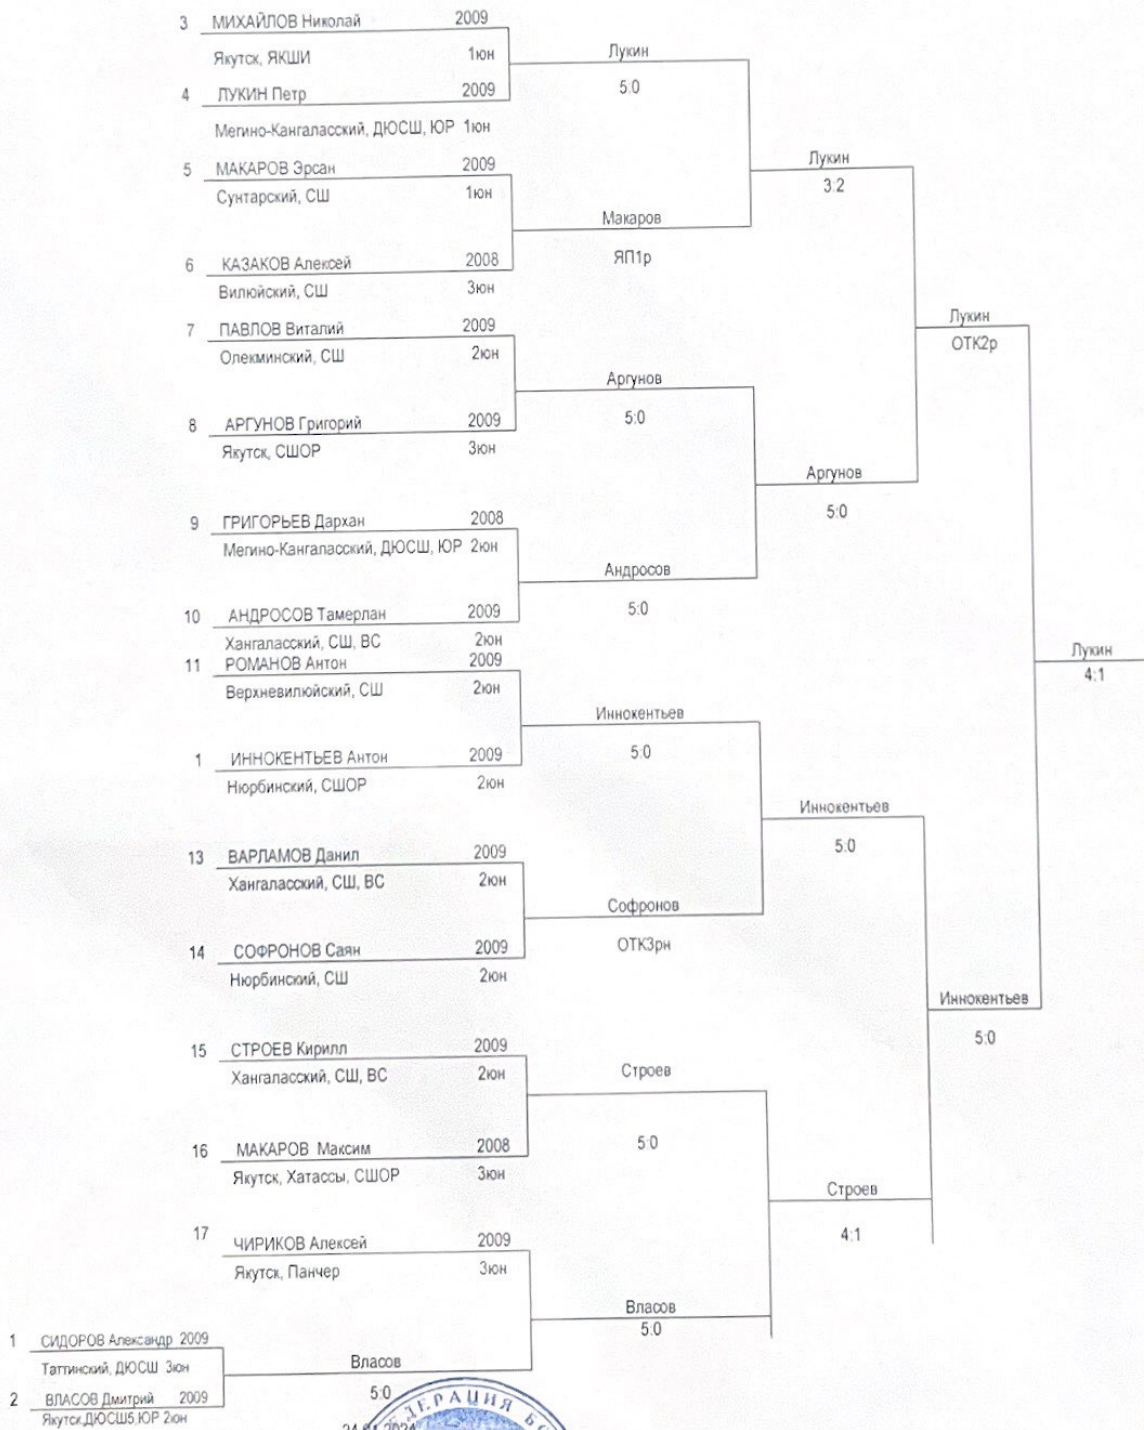 3 МИХАЙЛОВ Николай 2009
Якутск, ЯКШИ 1юн
4 ЛУКИН Петр 2009
Мегино-Кангаласский, ДЮСШ, ЮР 1юн
Лукин
5:0
5 МАКАРОВ Эрсан 2009
Сунтарский, СШ 1юн
6 КАЗАКОВ Алексей 2008
Вилюйский, СШ 3юн
Макаров
ЯП1р
Лукин
3:2
7 ПАВЛОВ Виталий 2009
Олекминский, СШ 2юн
8 АРГУНОВ Григорий 2009
Якутск, СШОР 3юн
Аргунов
5:0
9 ГРИГОРЬЕВ Дархан 2008
Мегино-Кангаласский, ДЮСШ, ЮР 2юн
10 АНДРОСОВ Тамерлан 2009
Хангаласский, СШ, ВС 2юн
Андросов
5:0
Аргунов
5:0
Лукин
ОТК2р
11 РОМАНОВ Антон 2009
Верхневилюйский, СШ 2юн
1 ИННОКЕНТЬЕВ Антон 2009
Нюрбинский, СШОР 2юн
Иннокентьев
5:0
13 ВАРЛАМОВ Данил 2009
Хангаласский, СШ, ВС 2юн
14 СОФРОНОВ Саян 2009
Нюрбинский, СШ 2юн
Софронов
ОТК3рн
Иннокентьев
5:0
15 СТРОЕВ Кирилл 2009
Хангаласский, СШ, ВС 2юн
16 МАКАРОВ Максим 2008
Якутск, Хатассы, СШОР 3юн
Строев
5:0
17 ЧИРИКОВ Алексей 2009
Якутск, Панчер 3юн
1 СИДОРОВ Александр 2009
Таттинский, ДЮСШ 3юн
2 ВЛАСОВ Дмитрий 2009
Якутск,ДЮСШ5,ЮР 2юн
Власов
5:0
Власов
5:0
Строев
4:1
Иннокентьев
5:0
Лукин
4:1